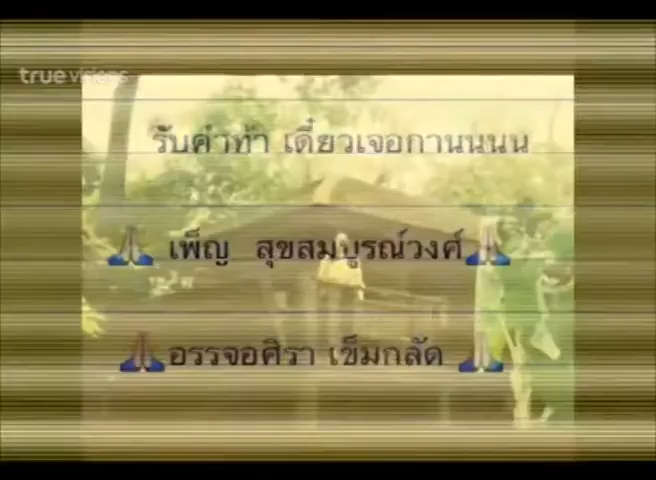 true visions
รับคำท้า เดี๋ยวเจอกานนนน
🙏 เพ็ญ สุขสมบูรณ์วงศ์ 🙏
🙏 อรรจอศิรา เข็มกลัด 🙏